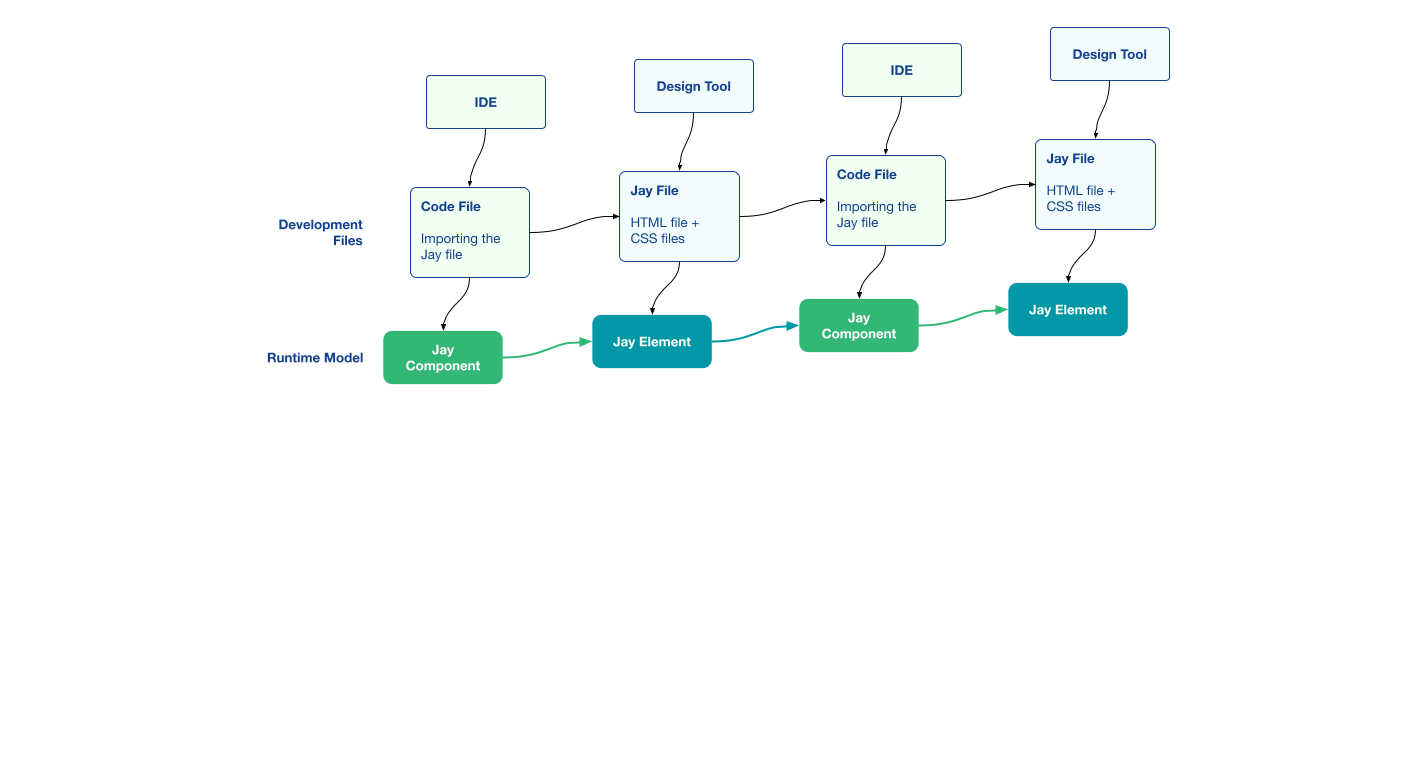 Design Tool
IDE
Design Tool
IDE
Development
Files
Code File
Importing the
Jay file
Jay File
HTML file +
CSS files
Code File
Importing the
Jay file
Jay File
HTML file +
CSS files
Runtime Model
Jay
Component
Jay Element
Jay
Component
Jay Element